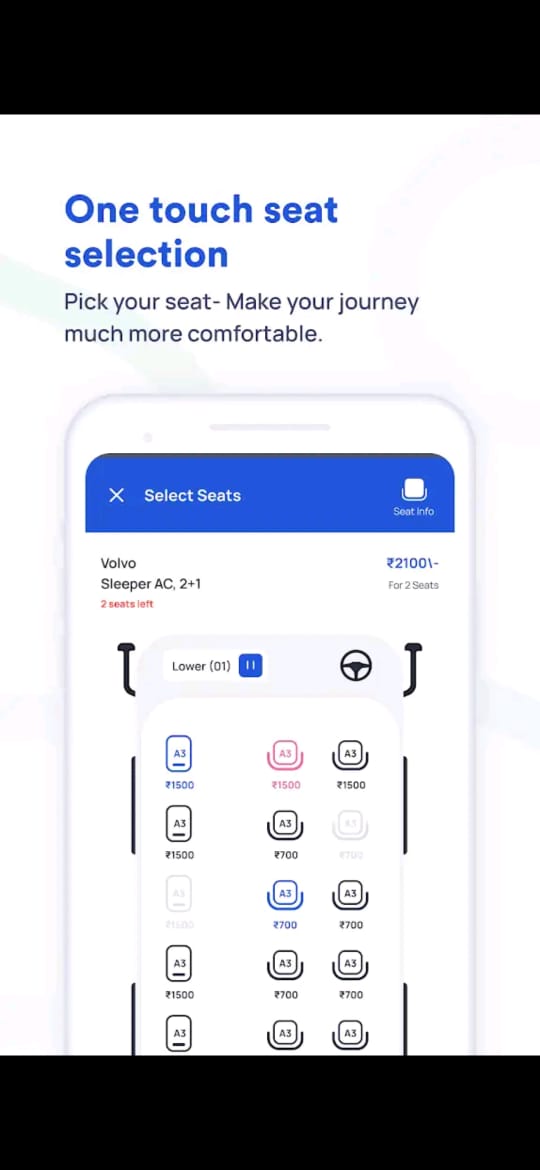 One touch seat
selection
Pick your seat- Make your journey
much more comfortable.
Select Seats
Seat Info
Volvo
₹2100\-
Sleeper AC, 2+1
For 2 Seats
2 seats left
Lower (01)
A3 A3 A3
₹1500 ₹1500 ₹1500
A3 A3 A3
₹1500 ₹700 ₹700
A3 A3 A3
₹1500 ₹700 ₹700
A3 A3 A3
₹1500 ₹700 ₹700
A3 A3 A3